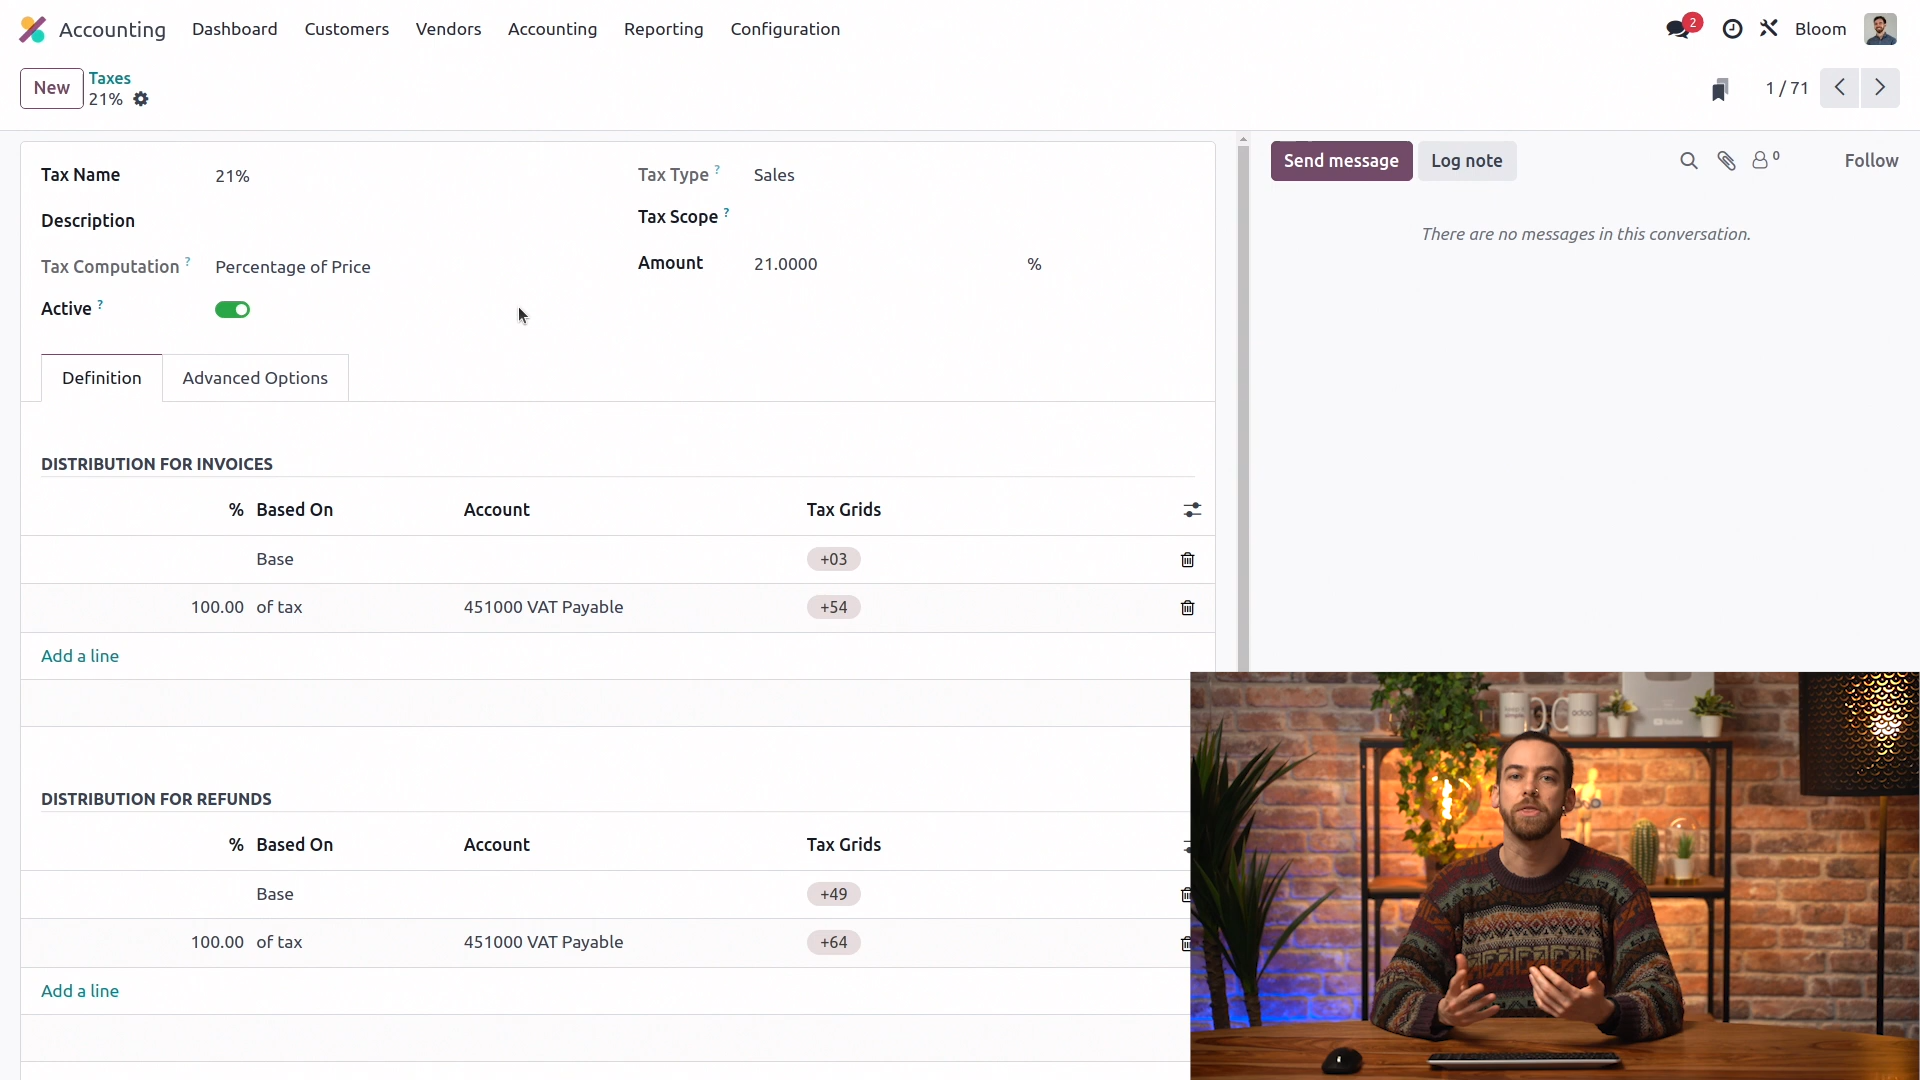 Accounting Dashboard Customers Vendors Accounting Reporting Configuration 2 Bloom
New Taxes
21% 1 / 71
Tax Name 21% Tax Type ? Sales
Description Tax Scope ?
Tax Computation ? Percentage of Price Amount 21.0000 %
Active ?
Definition Advanced Options
DISTRIBUTION FOR INVOICES
% Based On Account Tax Grids
Base +03
100.00 of tax 451000 VAT Payable +54
Add a line
DISTRIBUTION FOR REFUNDS
% Based On Account Tax Grids
Base +49
100.00 of tax 451000 VAT Payable +64
Add a line
Send message Log note 0 Follow
There are no messages in this conversation.
odoo